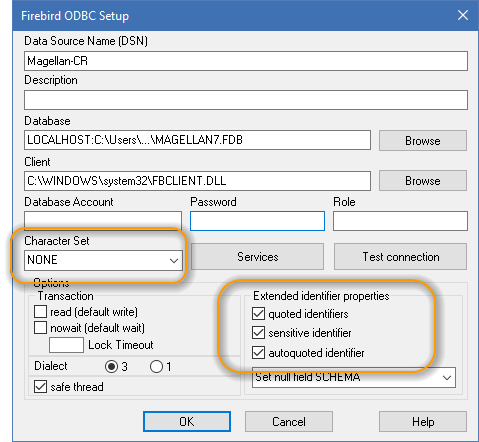 Firebird ODBC Setup
Data Source Name (DSN)
Magellan-CR
Description
Database
LOCALHOST:C:\Users\...\MAGELLAN7.FDB
Browse
Client
C:\WINDOWS\system32\FBCLIENT.DLL
Browse
Database Account Password Role
Character Set
NONE
Services
Test connection
Options
Transaction
read (default write)
nowait (default wait)
Lock Timeout
Dialect 3 1
safe thread
Extended identifier properties
quoted identifiers
sensitive identifier
autoquoted identifier
Set null field SCHEMA
OK Cancel Help